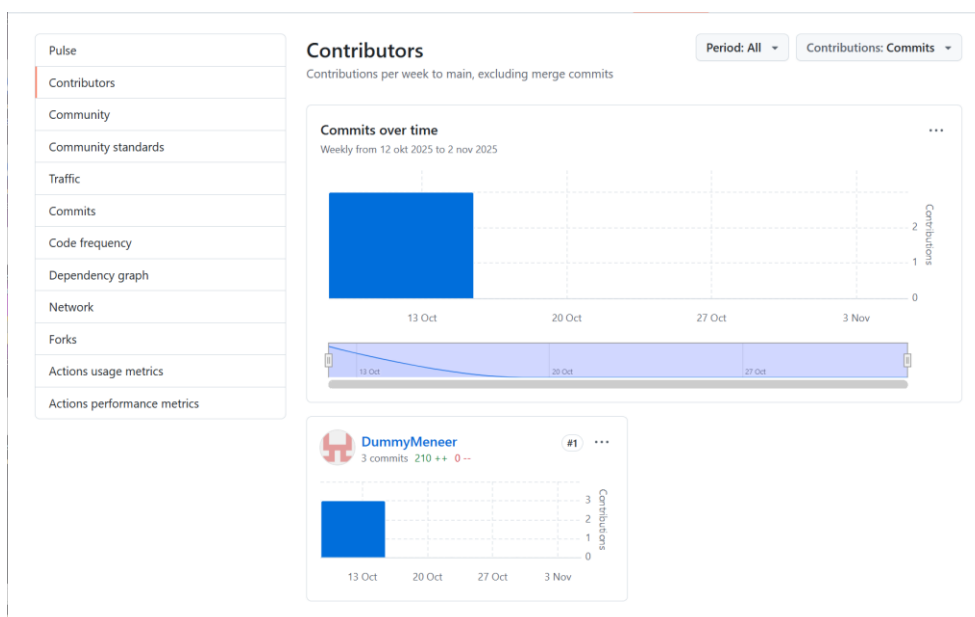 Pulse
Contributors
Community
Community standards
Traffic
Commits
Code frequency
Dependency graph
Network
Forks
Actions usage metrics
Actions performance metrics
Contributors
Period: All
Contributions: Commits
Contributions per week to main, excluding merge commits
Commits over time
Weekly from 12 okt 2025 to 2 nov 2025
2
1
0
Contributions
13 Oct 20 Oct 27 Oct 3 Nov
13 Oct 20 Oct 27 Oct
DummyMeneer
#1
3 commits 210 ++ 0 --
3
2
1
0
Contributions
13 Oct 20 Oct 27 Oct 3 Nov